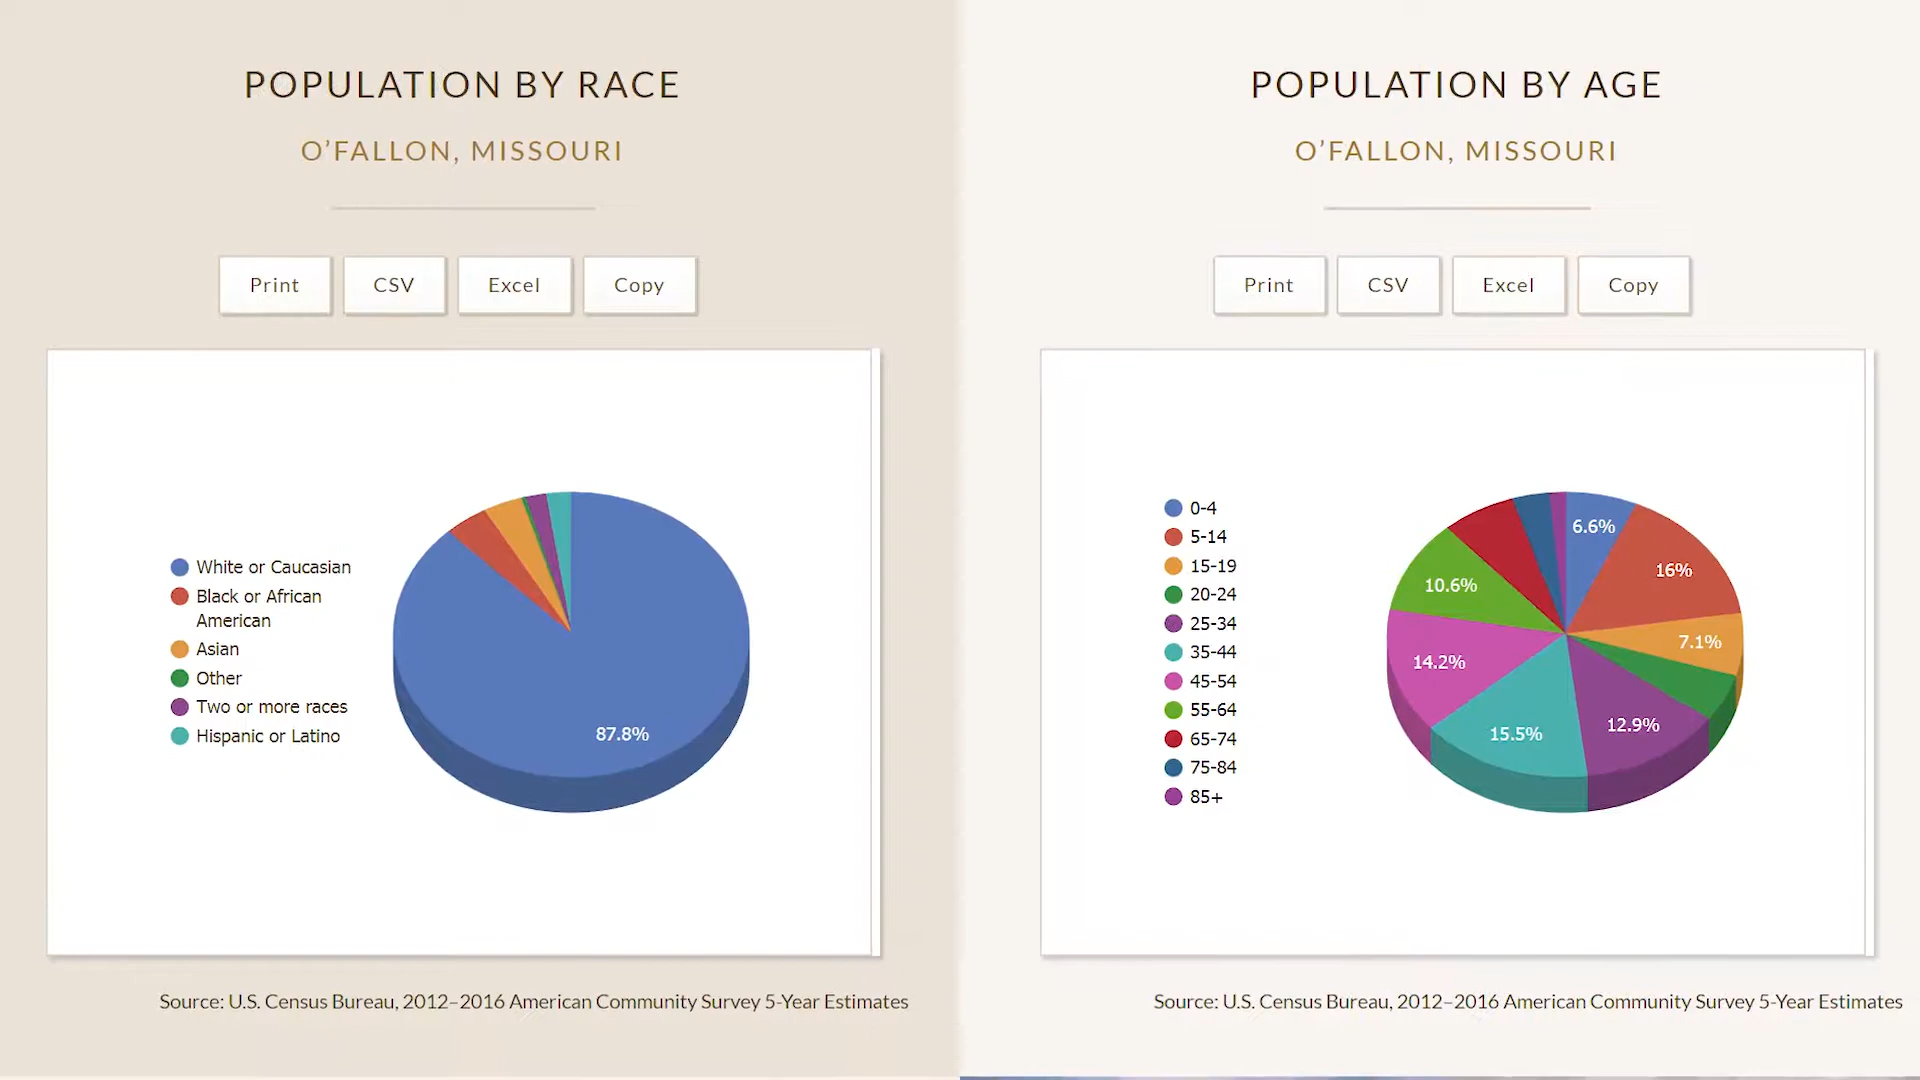 POPULATION BY RACE
O’FALLON, MISSOURI
Print
CSV
Excel
Copy
White or Caucasian
Black or African
American
Asian
Other
Two or more races
Hispanic or Latino
87.8%
Source: U.S. Census Bureau, 2012–2016 American Community Survey 5-Year Estimates
POPULATION BY AGE
O’FALLON, MISSOURI
Print
CSV
Excel
Copy
0-4
5-14
15-19
20-24
25-34
35-44
45-54
55-64
65-74
75-84
85+
6.6%
16%
7.1%
12.9%
15.5%
14.2%
10.6%
Source: U.S. Census Bureau, 2012–2016 American Community Survey 5-Year Estimates